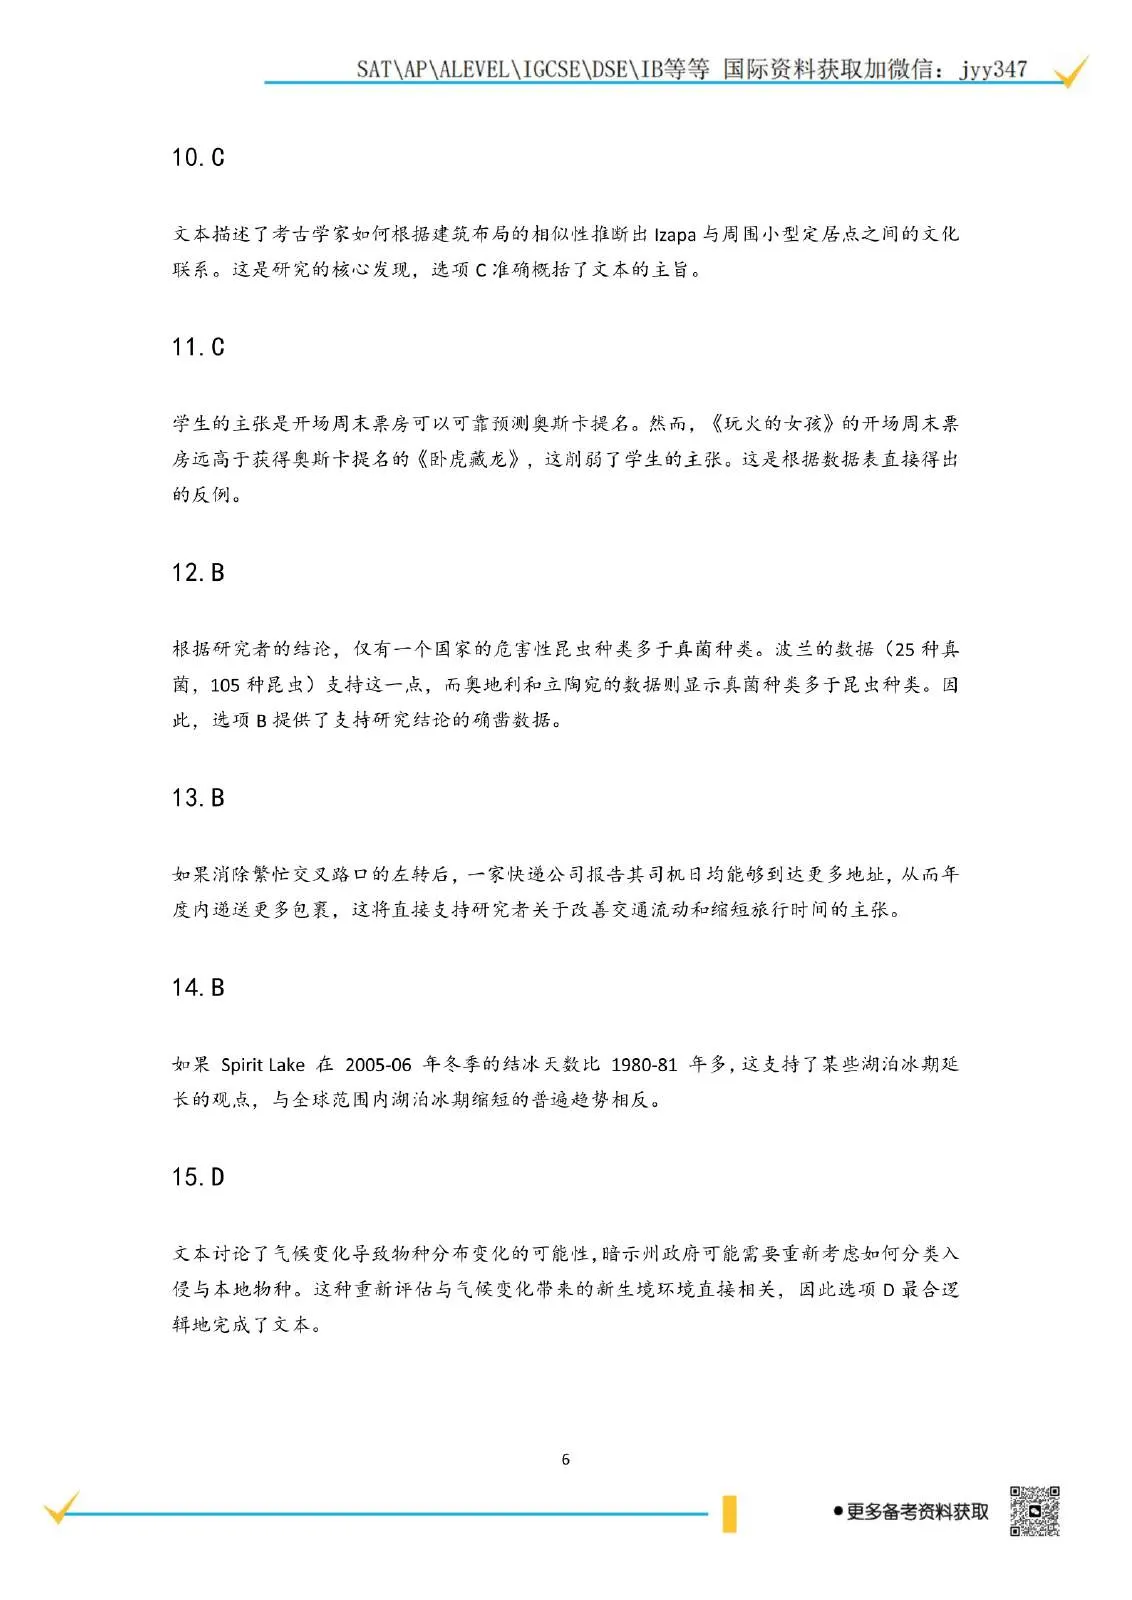 SAT\AP\ALEVEL\IGCSE\DSE\IB等等 国际资料获取加微信：jyy347
10. C
文本描述了考古学家如何根据建筑布局的相似性推断出 Izapa 与周围小型定居点之间的文化
联系。这是研究的核心发现，选项 C 准确概括了文本的主旨。
11. C
学生的主张是开场周末票房可以可靠预测奥斯卡提名。然而，《玩火的女孩》的开场周末票
房远高于获得奥斯卡提名的《卧虎藏龙》，这削弱了学生的主张。这是根据数据表直接得出
的反例。
12. B
根据研究者的结论，仅有一个国家的危害性昆虫种类多于真菌种类。波兰的数据（25 种真
菌，105 种昆虫）支持这一点，而奥地利和立陶宛的数据则显示真菌种类多于昆虫种类。因
此，选项 B 提供了支持研究结论的确凿数据。
13. B
如果消除繁忙交叉路口的左转后，一家快递公司报告其司机日均能够到达更多地址，从而年
度内递送更多包裹，这将直接支持研究者关于改善交通流动和缩短旅行时间的主张。
14. B
如果 Spirit Lake 在 2005-06 年冬季的结冰天数比 1980-81 年多，这支持了某些湖泊冰期延
长的观点，与全球范围内湖泊冰期缩短的普遍趋势相反。
15. D
文本讨论了气候变化导致物种分布变化的可能性，暗示州政府可能需要重新考虑如何分类入
侵与本地物种。这种重新评估与气候变化带来的新生境环境直接相关，因此选项 D 最合逻
辑地完成了文本。
6
●更多备考资料获取